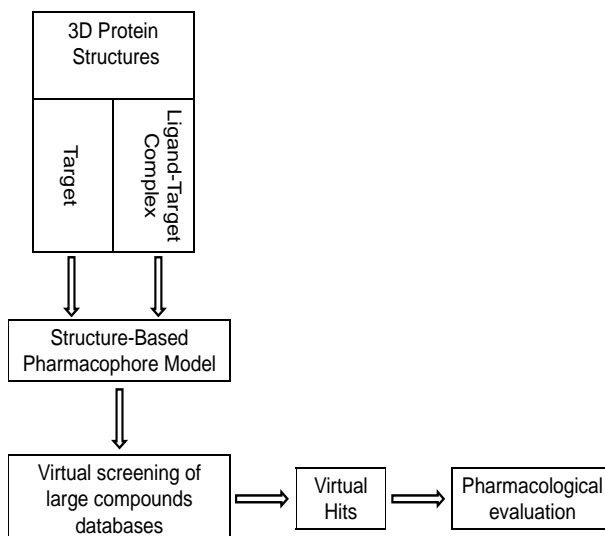 3D Protein
Structures
Target
Ligand-Target
Complex
Structure-Based
Pharmacophore Model
Virtual screening of
large compounds
databases
Virtual
Hits
Pharmacological
evaluation